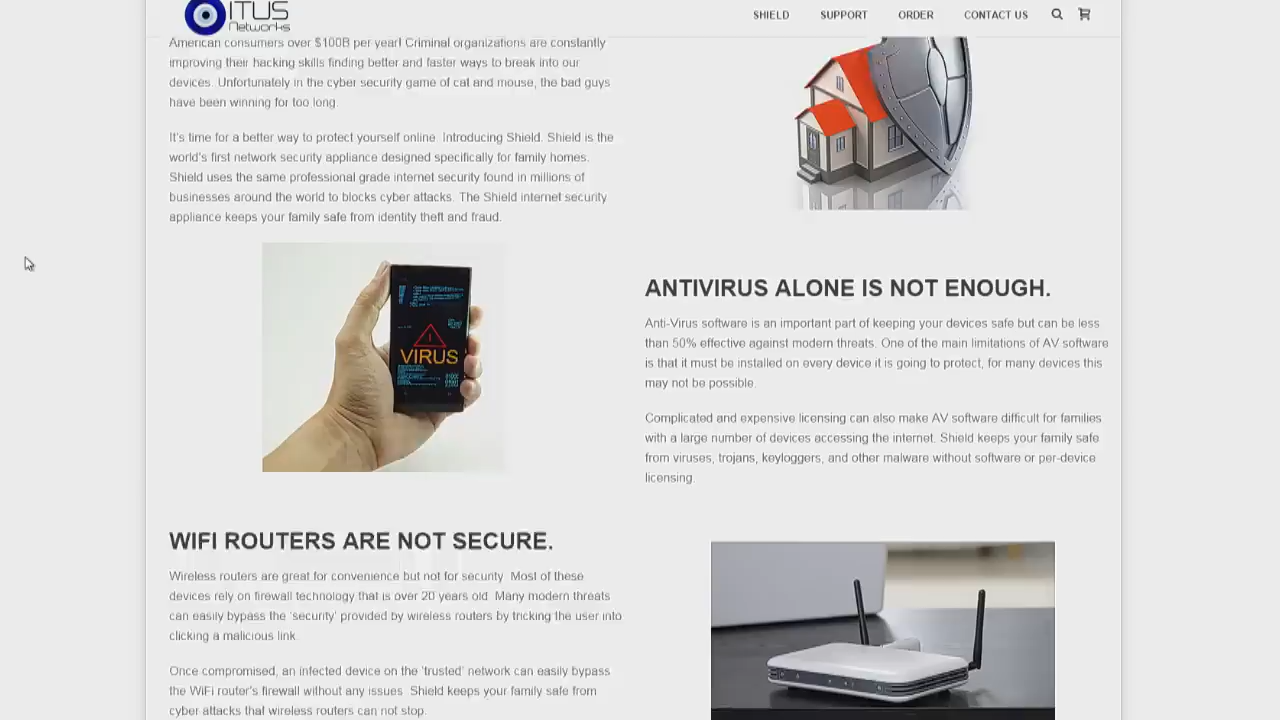 ITUS
Networks
SHIELD
SUPPORT
ORDER
CONTACT US
American consumers over $100B per year! Criminal organizations are constantly
improving their hacking skills finding better and faster ways to break into our
devices. Unfortunately in the cyber security game of cat and mouse, the bad guys
have been winning for too long.
It's time for a better way to protect yourself online. Introducing Shield. Shield is the
world's first network security appliance designed specifically for family homes.
Shield uses the same professional grade internet security found in millions of
businesses around the world to blocks cyber attacks. The Shield internet security
appliance keeps your family safe from identity theft and fraud.
VIRUS
ANTIVIRUS ALONE IS NOT ENOUGH.
Anti-Virus software is an important part of keeping your devices safe but can be less
than 50% effective against modern threats. One of the main limitations of AV software
is that it must be installed on every device it is going to protect, for many devices this
may not be possible.
Complicated and expensive licensing can also make AV software difficult for families
with a large number of devices accessing the internet. Shield keeps your family safe
from viruses, trojans, keyloggers, and other malware without software or per-device
licensing.
WIFI ROUTERS ARE NOT SECURE.
Wireless routers are great for convenience but not for security. Most of these
devices rely on firewall technology that is over 20 years old. Many modern threats
can easily bypass the 'security' provided by wireless routers by tricking the user into
clicking a malicious link.
Once compromised, an infected device on the 'trusted' network can easily bypass
the WiFi router's firewall without any issues. Shield keeps your family safe from
cyber attacks that wireless routers can not stop.